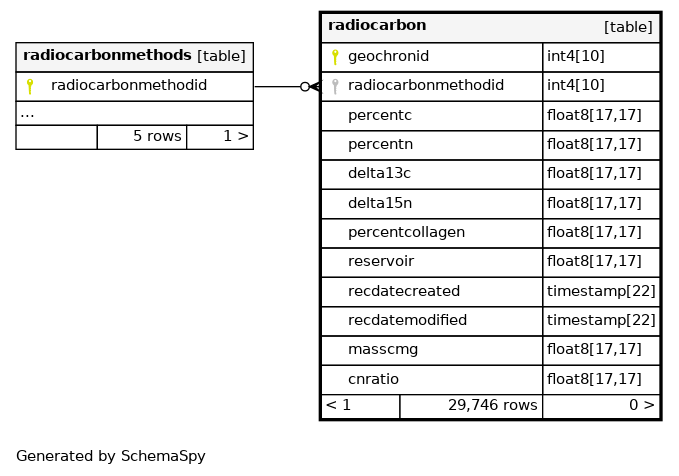 radiocarbonmethods [table]
radiocarbonmethodid
...
5 rows 1 >
radiocarbon [table]
geochronid int4[10]
radiocarbonmethodid int4[10]
percentc float8[17,17]
percentn float8[17,17]
delta13c float8[17,17]
delta15n float8[17,17]
percentcollagen float8[17,17]
reservoir float8[17,17]
recdatecreated timestamp[22]
recdatemodified timestamp[22]
masscmg float8[17,17]
cnratio float8[17,17]
< 1 29,746 rows 0 >
Generated by SchemaSpy